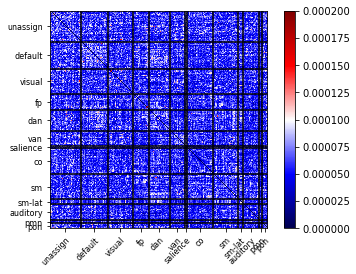 unassign
default
visual
fp
dan
van
salience
co
sm
sm-lat
auditory
pmn
pon
unassign
default
visual
fp
dan
van
salience
co
sm
sm-lat
auditory
pon
0.000200
0.000175
0.000150
0.000125
0.000100
0.000075
0.000050
0.000025
0.000000